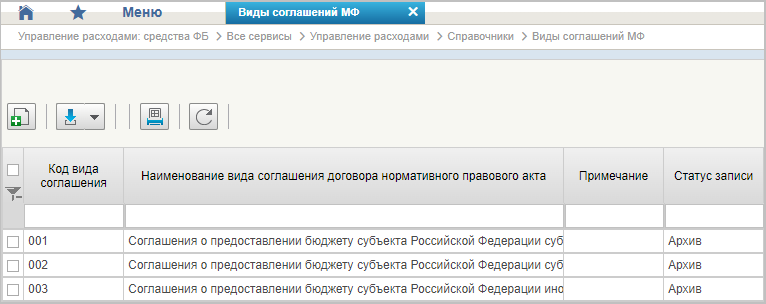 Меню
Виды соглашений МФ
Управление расходами: средства ФБ > Все сервисы > Управление расходами > Справочники > Виды соглашений МФ
Код вида соглашения
Наименование вида соглашения договора нормативного правового акта
Примечание
Статус записи
001 Соглашения о предоставлении бюджету субъекта Российской Федерации суб Архив
002 Соглашения о предоставлении бюджету субъекта Российской Федерации суб Архив
003 Соглашения о предоставлении бюджету субъекта Российской Федерации ино Архив